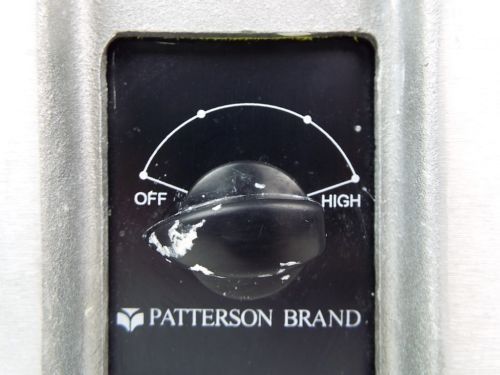 OFF HIGH
PATTERSON BRAND